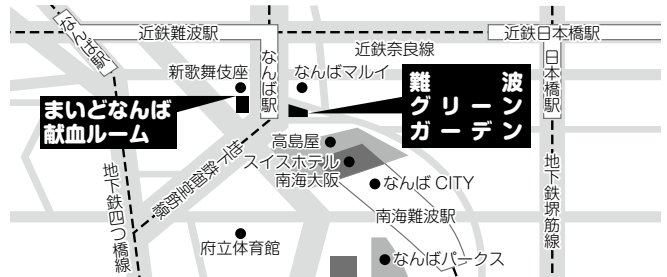 なんば駅
近鉄難波駅
近鉄日本橋駅
近鉄奈良線
新歌舞伎座
なんば駅
なんばマルイ
日本橋駅
まいどなんば
献血ルーム
難波
グリーン
ガーデン
高島屋
スイスホテル
南海大阪
なんばCITY
地下鉄御堂筋線
地下鉄四つ橋線
地下鉄堺筋線
南海難波駅
府立体育館
なんばパークス